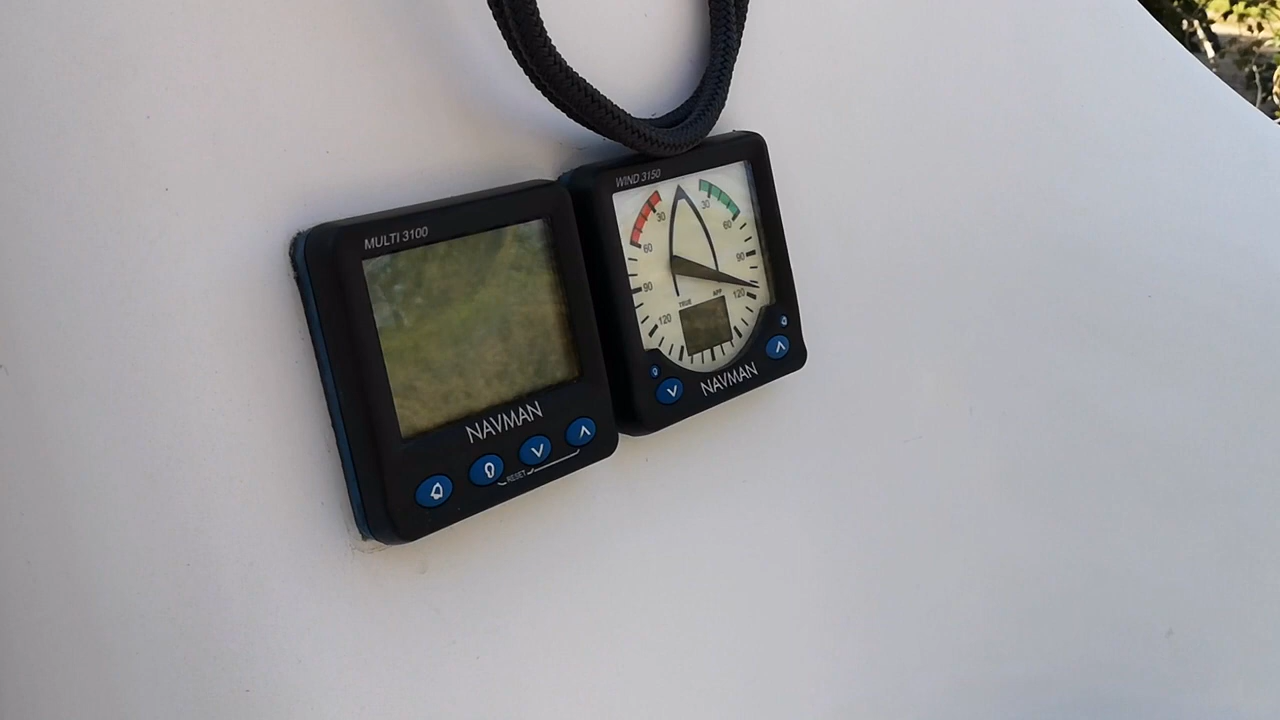 MULTI 3100
NAVMAN
RESET
WIND 3150
30
30
60
60
90
90
120
120
TRUE
APP
NAVMAN